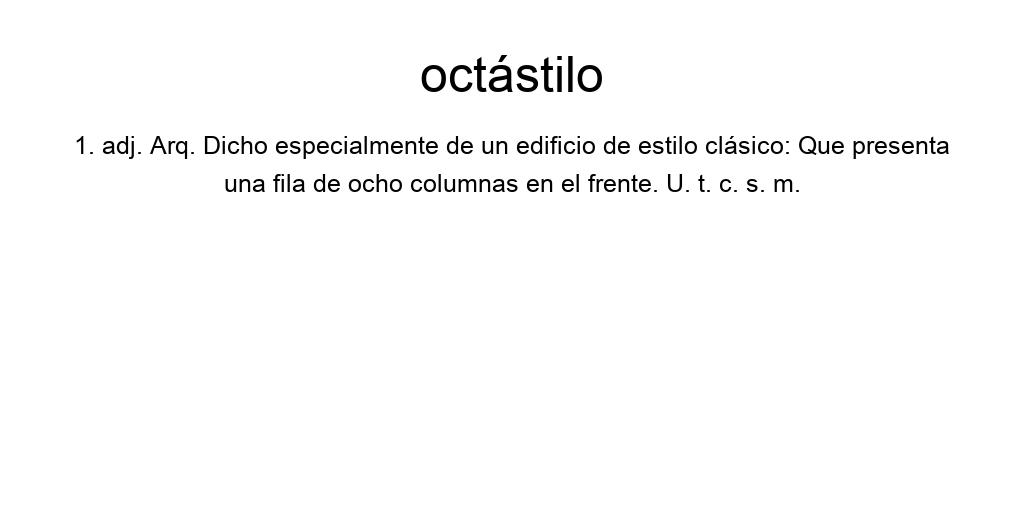 octástilo
1. adj. Arq. Dicho especialmente de un edificio de estilo clásico: Que presenta
una fila de ocho columnas en el frente. U. t. c. s. m.